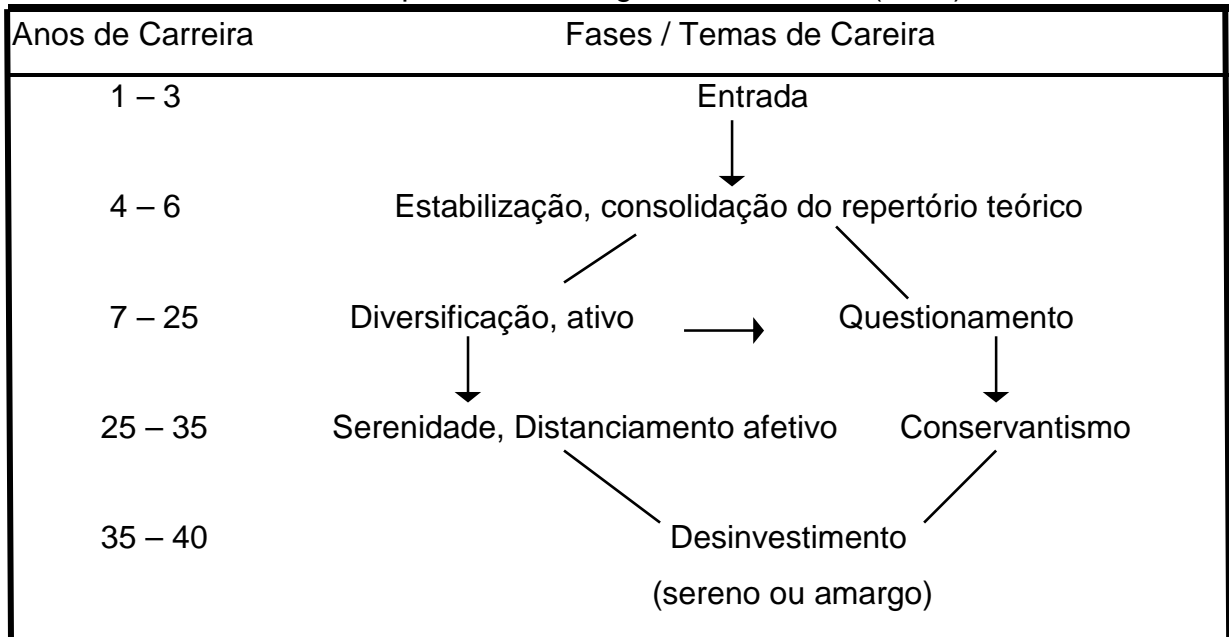 Anos de Carreira Fases / Temas de Careira
1 – 3 Entrada
4 – 6 Estabilização, consolidação do repertório teórico
7 – 25 Diversificação, ativo Questionamento
25 – 35 Serenidade, Distanciamento afetivo Conservantismo
35 – 40 Desinvestimento
(sereno ou amargo)